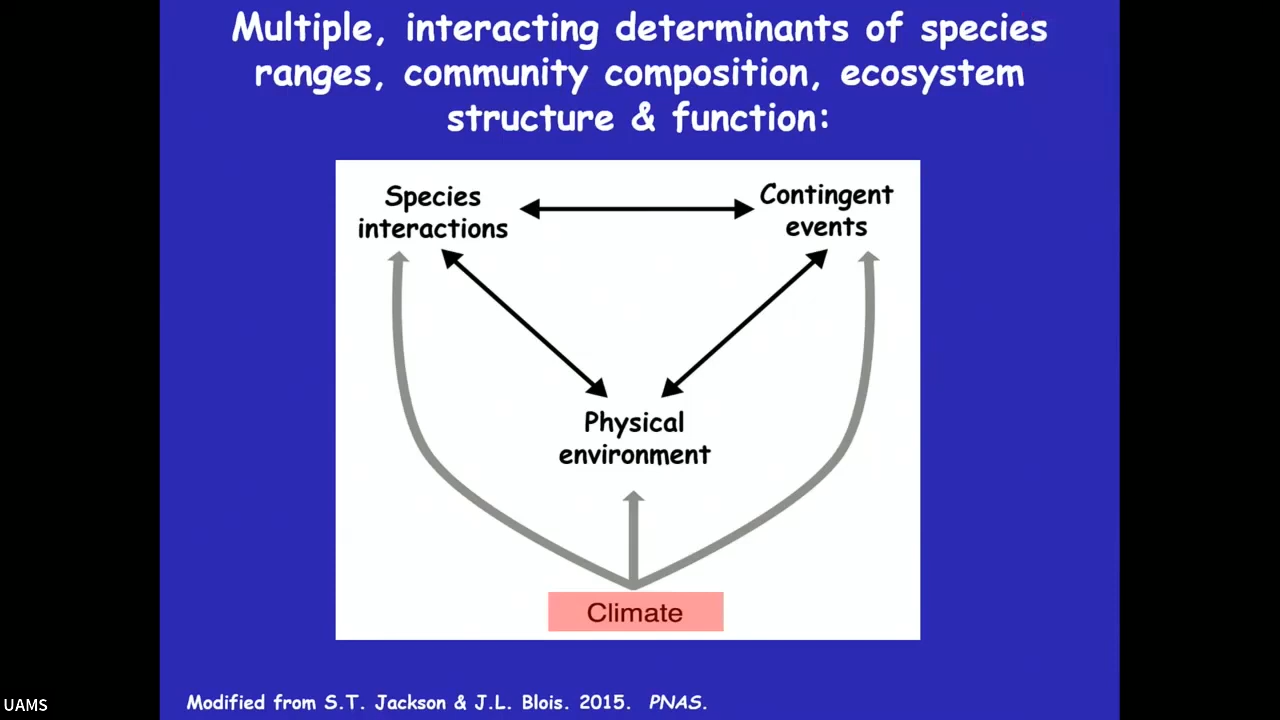 Multiple, interacting determinants of species
ranges, community composition, ecosystem
structure & function:
Species
interactions
Contingent
events
Physical
environment
Climate
Modified from S.T. Jackson & J.L. Blois. 2015. PNAS.
UAMS